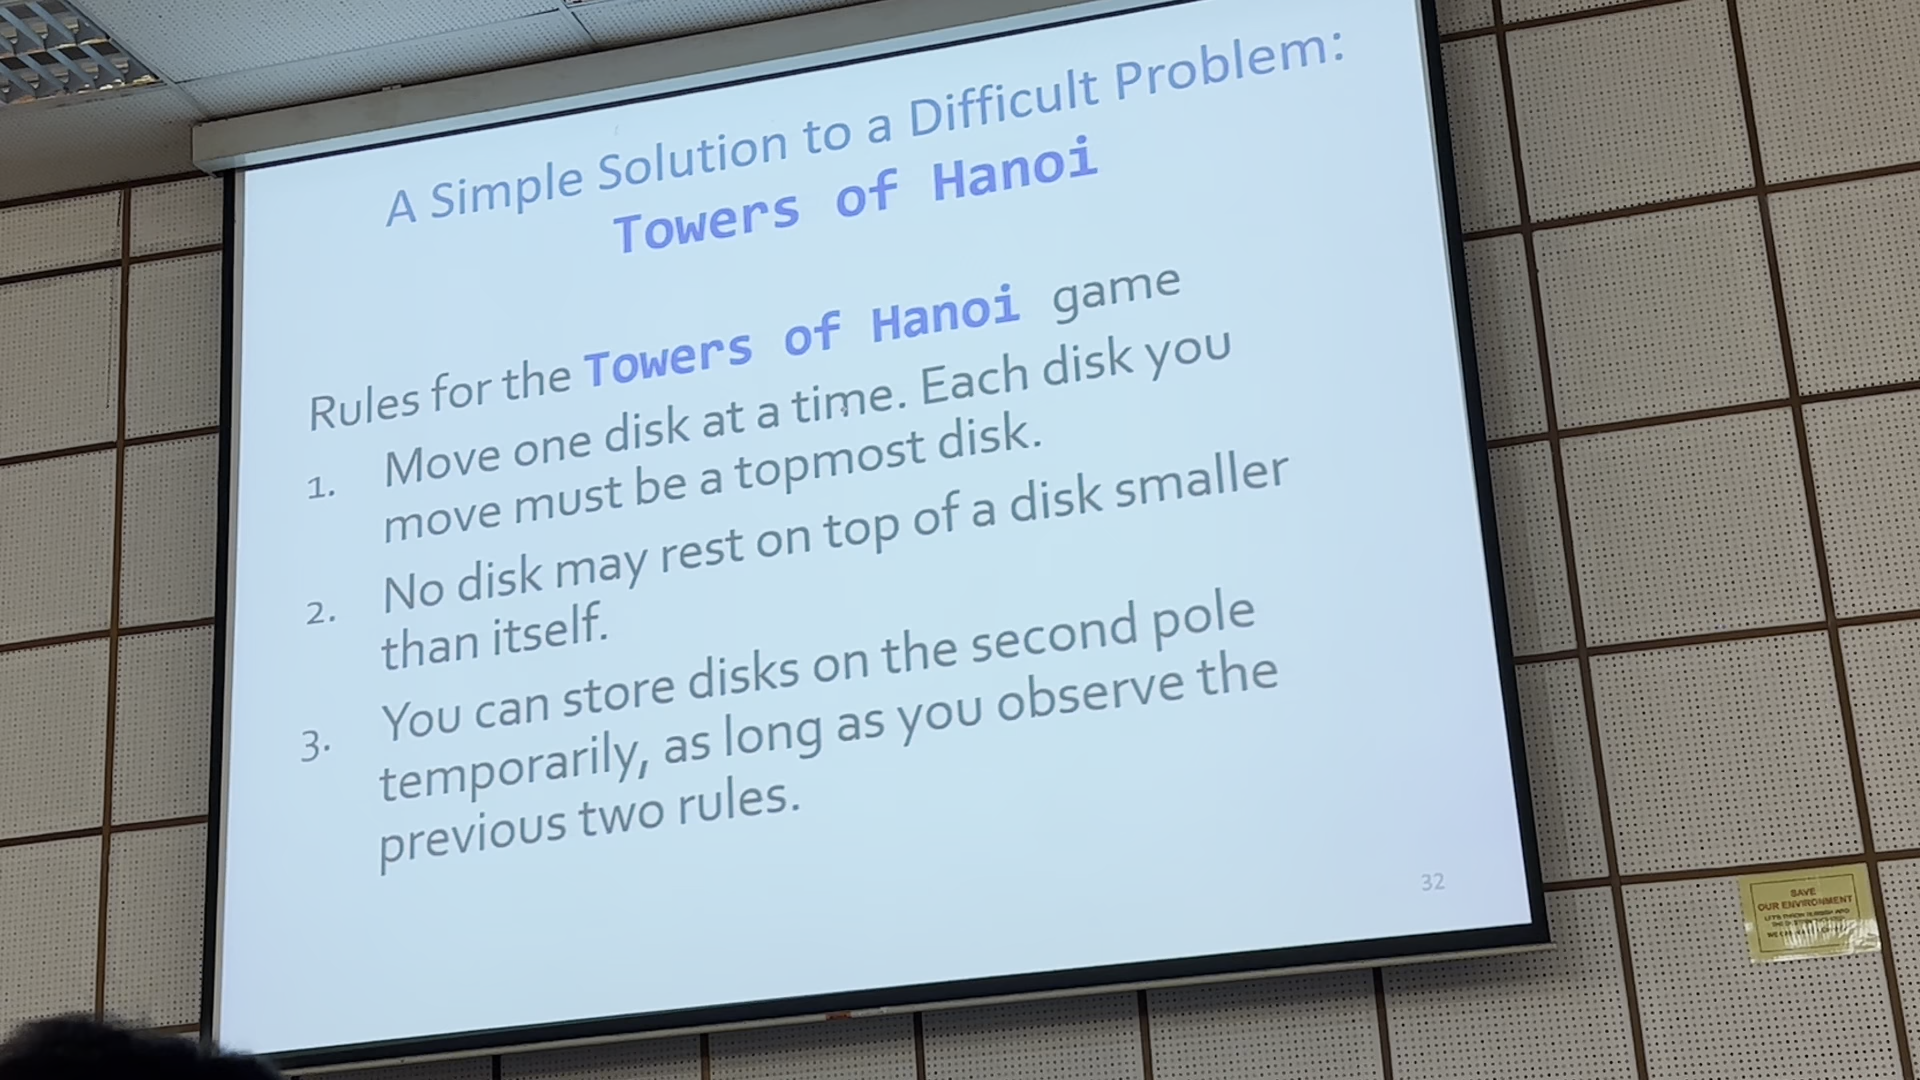 A Simple Solution to a Difficult Problem:
Towers of Hanoi
Rules for the Towers of Hanoi game
1. Move one disk at a time. Each disk you
move must be a topmost disk.
2. No disk may rest on top of a disk smaller
than itself.
3. You can store disks on the second pole
temporarily, as long as you observe the
previous two rules.
32
SAVE
OUR ENVIRONMENT